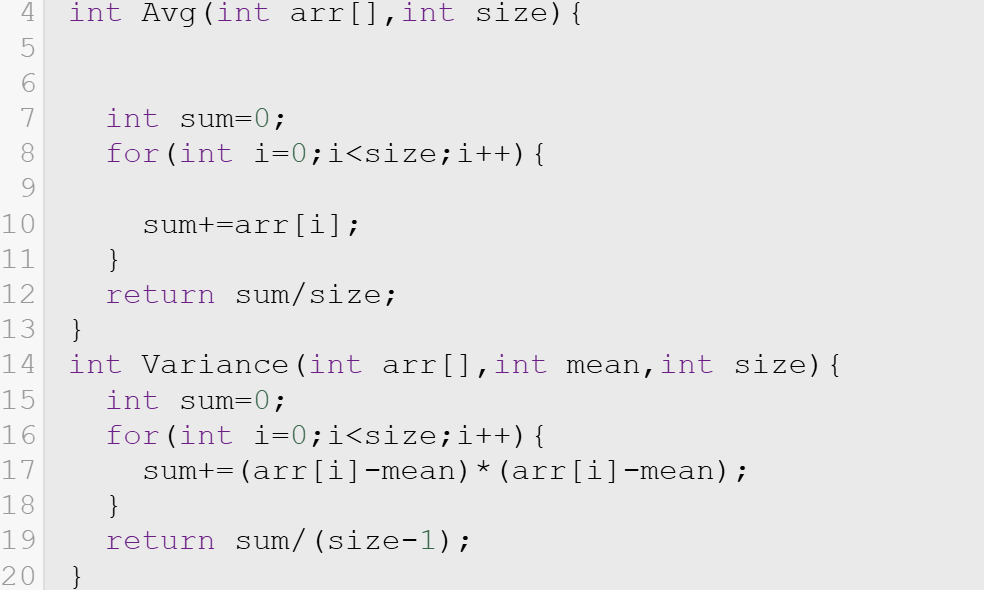 4 int Avg(int arr[],int size){
5
6
7   int sum=0;
8   for(int i=0;i<size;i++){
9
10     sum+=arr[i];
11   }
12   return sum/size;
13 }
14 int Variance(int arr[],int mean,int size){
15   int sum=0;
16   for(int i=0;i<size;i++){
17     sum+=(arr[i]-mean)*(arr[i]-mean);
18   }
19   return sum/(size-1);
20 }